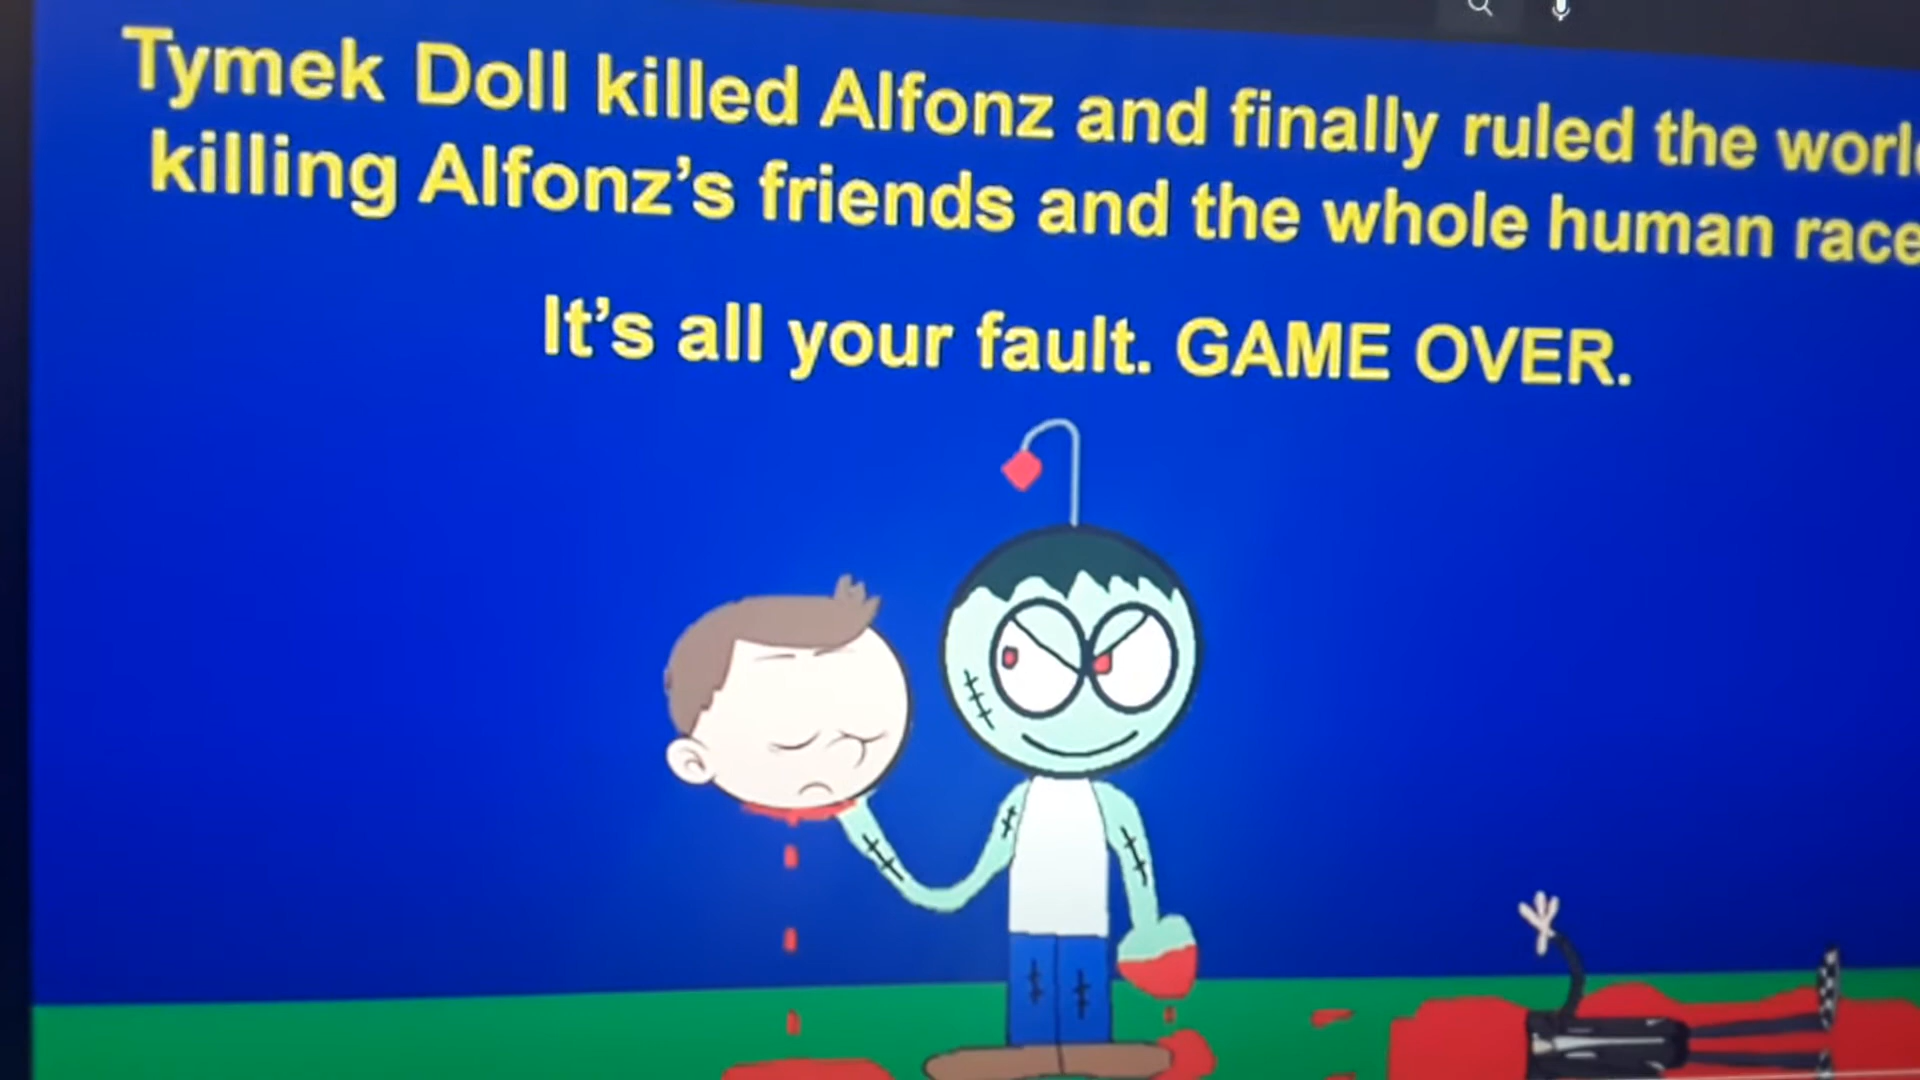 Tymek Doll killed Alfonz and finally ruled the
killing Alfonz’s friends and the whole human race
It’s all your fault. GAME OVER.